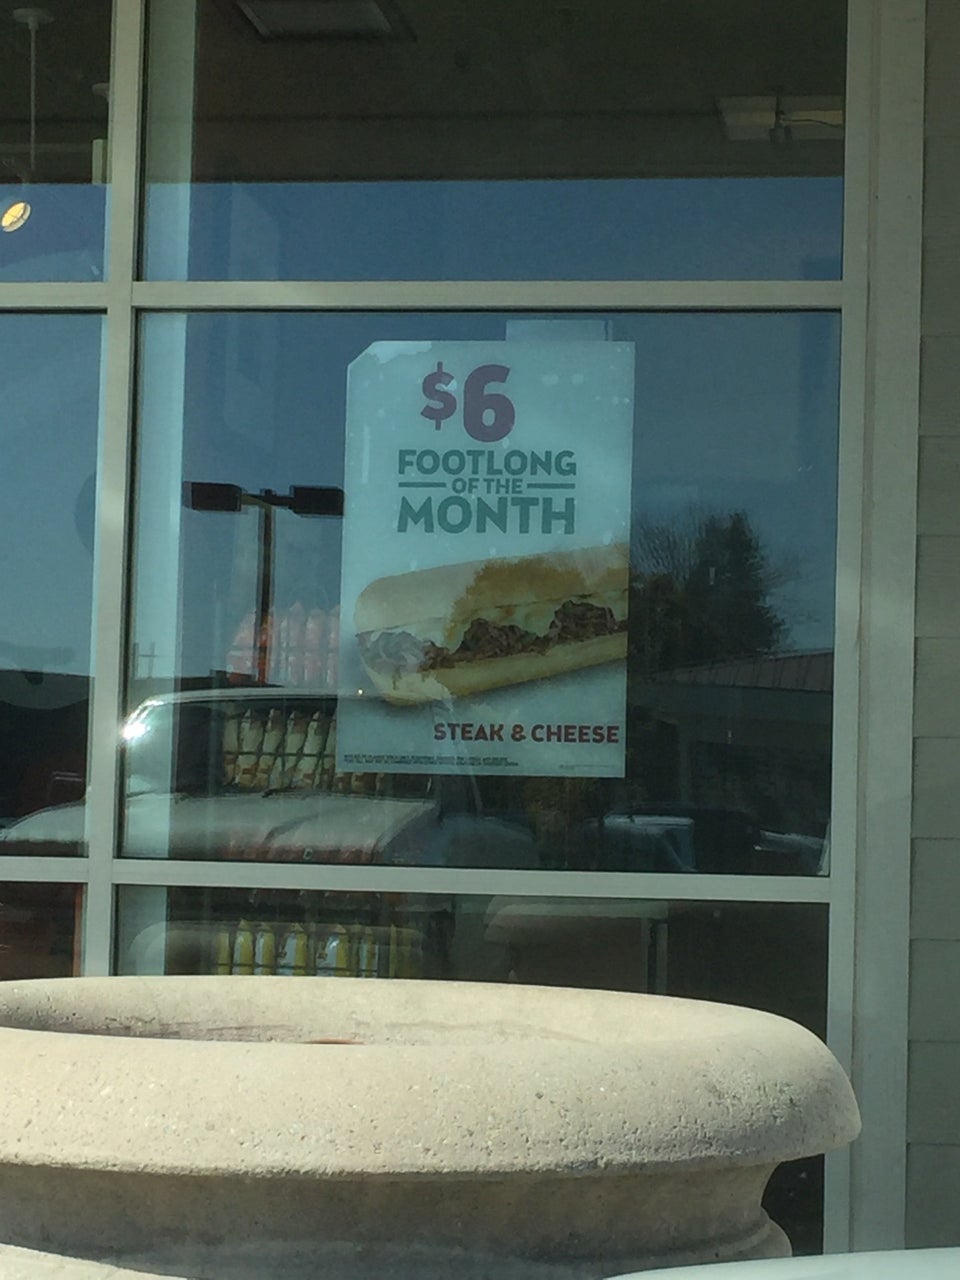 $6
FOOTLONG
OF THE
MONTH
STEAK & CHEESE